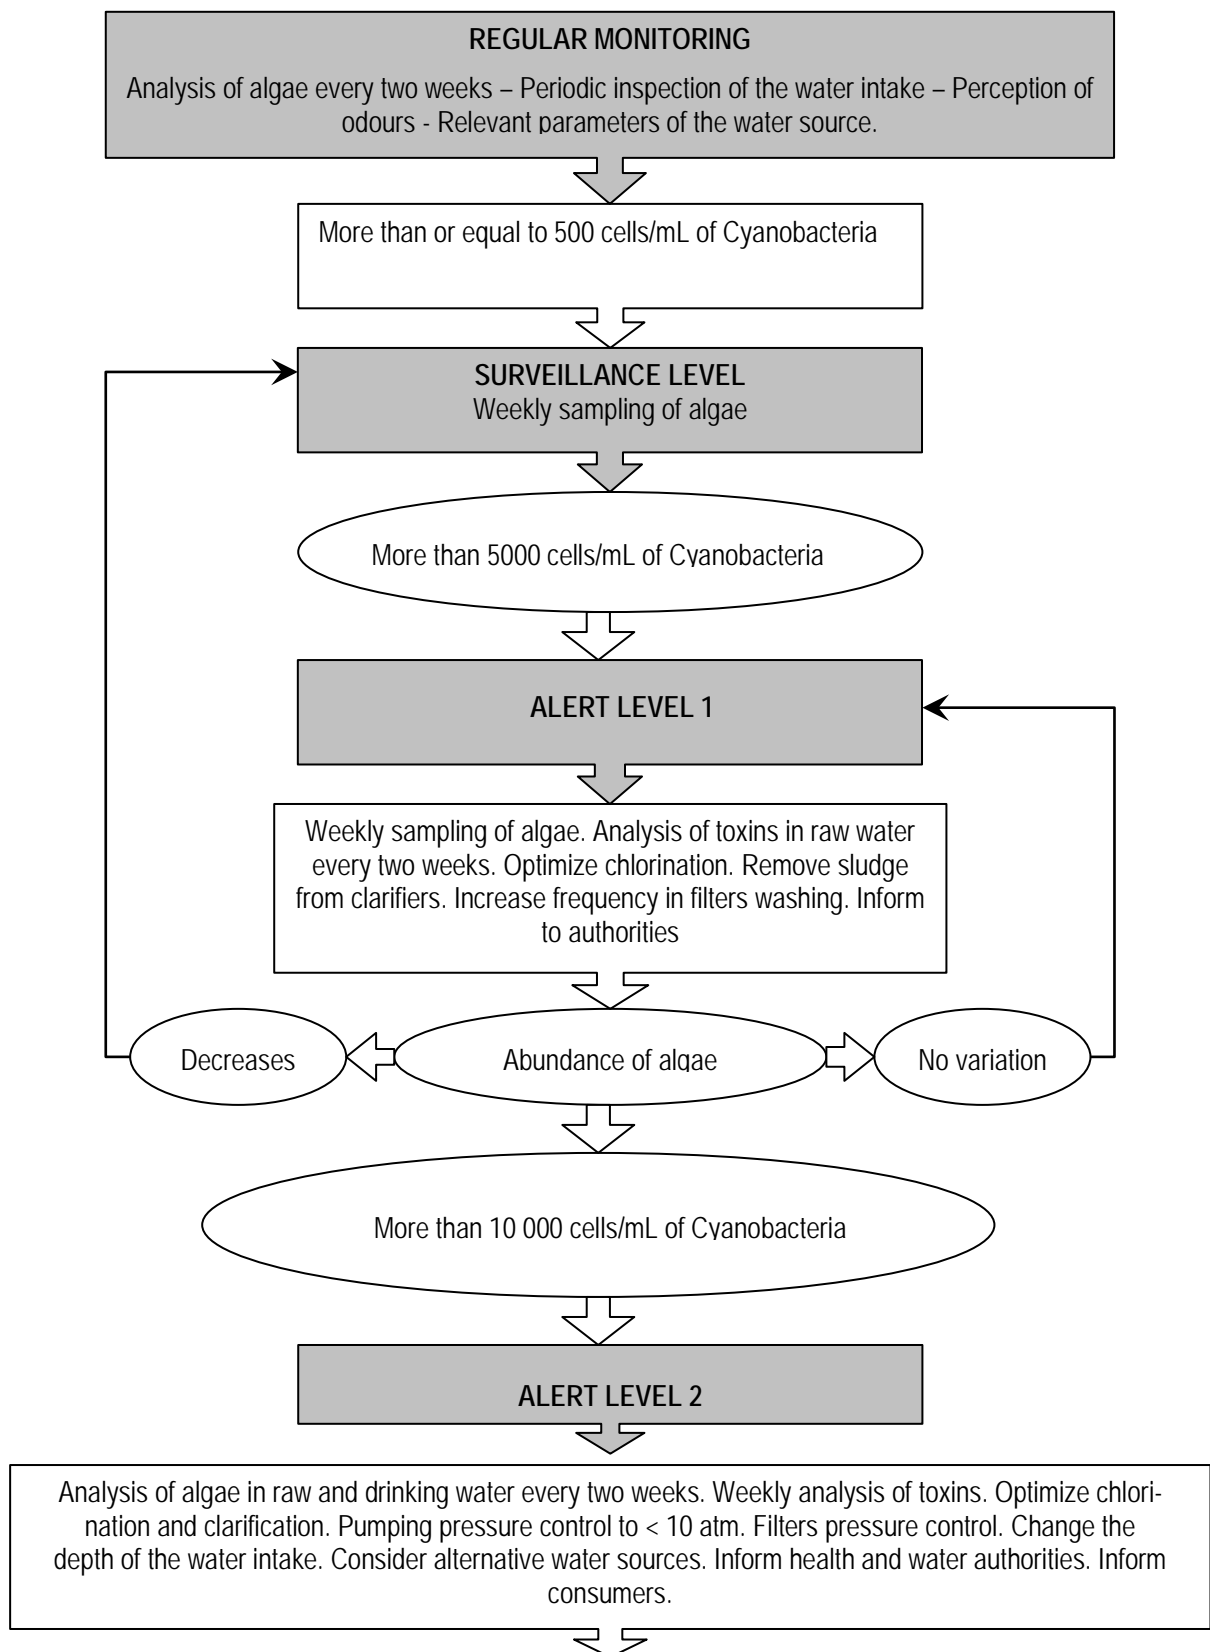 REGULAR MONITORING
Analysis of algae every two weeks – Periodic inspection of the water intake – Perception of
odours - Relevant parameters of the water source.
More than or equal to 500 cells/mL of Cyanobacteria
SURVEILLANCE LEVEL
Weekly sampling of algae
More than 5000 cells/mL of Cyanobacteria
ALERT LEVEL 1
Weekly sampling of algae. Analysis of toxins in raw water
every two weeks. Optimize chlorination. Remove sludge
from clarifiers. Increase frequency in filters washing. Inform
to authorities
Decreases
Abundance of algae
No variation
More than 10 000 cells/mL of Cyanobacteria
ALERT LEVEL 2
Analysis of algae in raw and drinking water every two weeks. Weekly analysis of toxins. Optimize chlori-
nation and clarification. Pumping pressure control to < 10 atm. Filters pressure control. Change the
depth of the water intake. Consider alternative water sources. Inform health and water authorities. Inform
consumers.